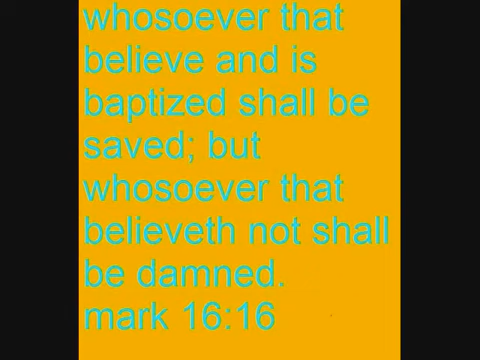 whosoever that
believe and is
baptized shall be
saved; but
whosoever that
believeth not shall
be damned.
mark 16:16